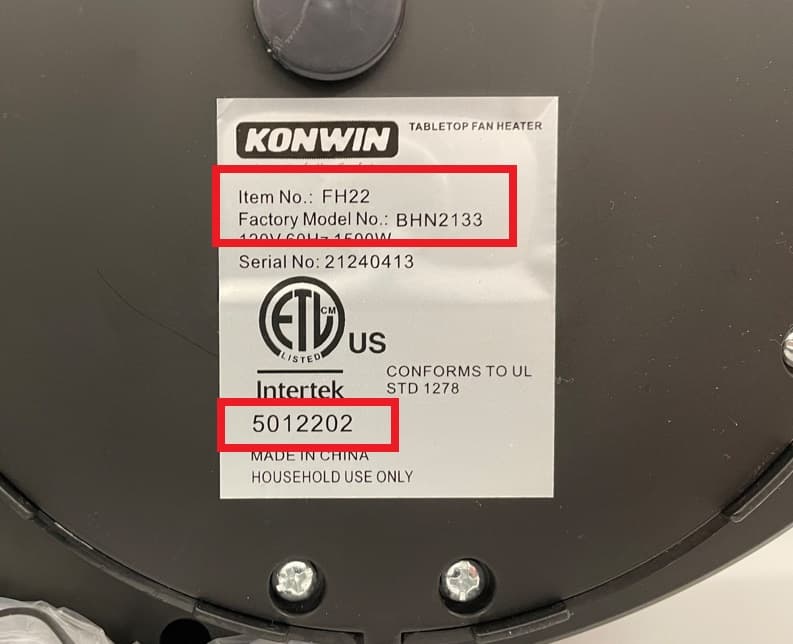 KONWIN
TABLETOP FAN HEATER
Item No.: FH22
Factory Model No.: BHN2133
120V 60Hz 1500W
Serial No: 21240413
ETL CM
LISTED
US
Intertek
CONFORMS TO UL
STD 1278
5012202
MADE IN CHINA
HOUSEHOLD USE ONLY